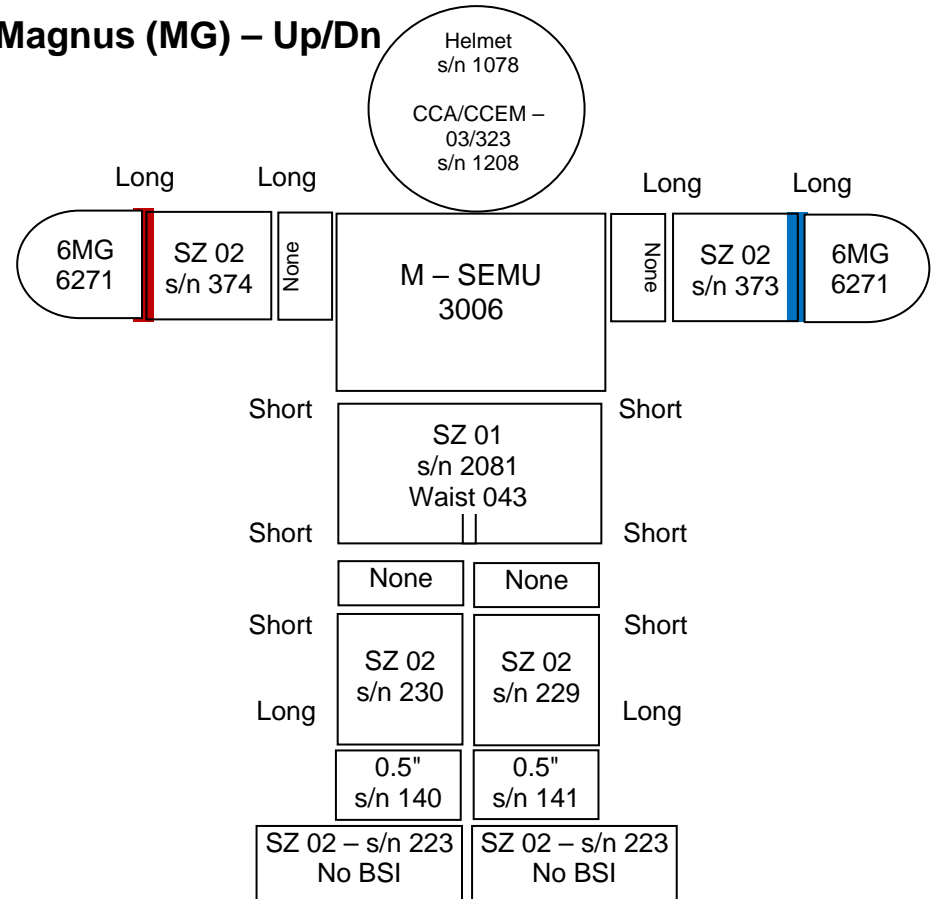 Magnus (MG) – Up/Dn
Helmet
s/n 1078
CCA/CCEM –
03/323
s/n 1208
Long Long Long Long
6MG
6271
SZ 02
s/n 374
None
M – SEMU
3006
None
SZ 02
s/n 373
6MG
6271
Short Short
SZ 01
s/n 2081
Waist 043
Short Short
None None
Short Short
SZ 02
s/n 230
SZ 02
s/n 229
Long Long
0.5"
s/n 140
0.5"
s/n 141
SZ 02 – s/n 223
No BSI
SZ 02 – s/n 223
No BSI